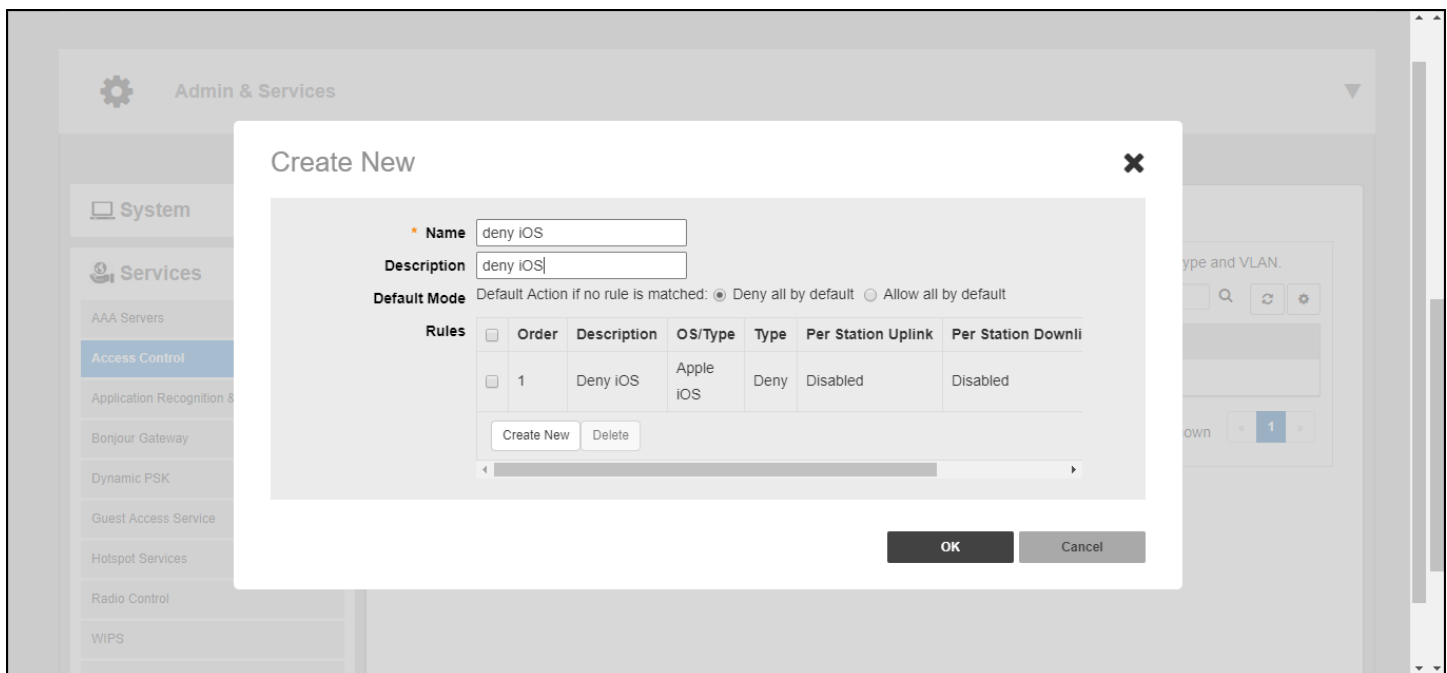 Admin & Services
Create New
System
Services
AAA Servers
Access Control
Application Recognition &
Bonjour Gateway
Dynamic PSK
Guest Access Service
Hotspot Services
Radio Control
WIPS
* Name deny iOS
Description deny iOS
Default Mode Default Action if no rule is matched: Deny all by default Allow all by default
Rules
Order Description OS/Type Type Per Station Uplink Per Station Downli
1 Deny iOS Apple iOS Deny Disabled Disabled
Create New Delete
OK Cancel
ype and VLAN.
own « 1 »